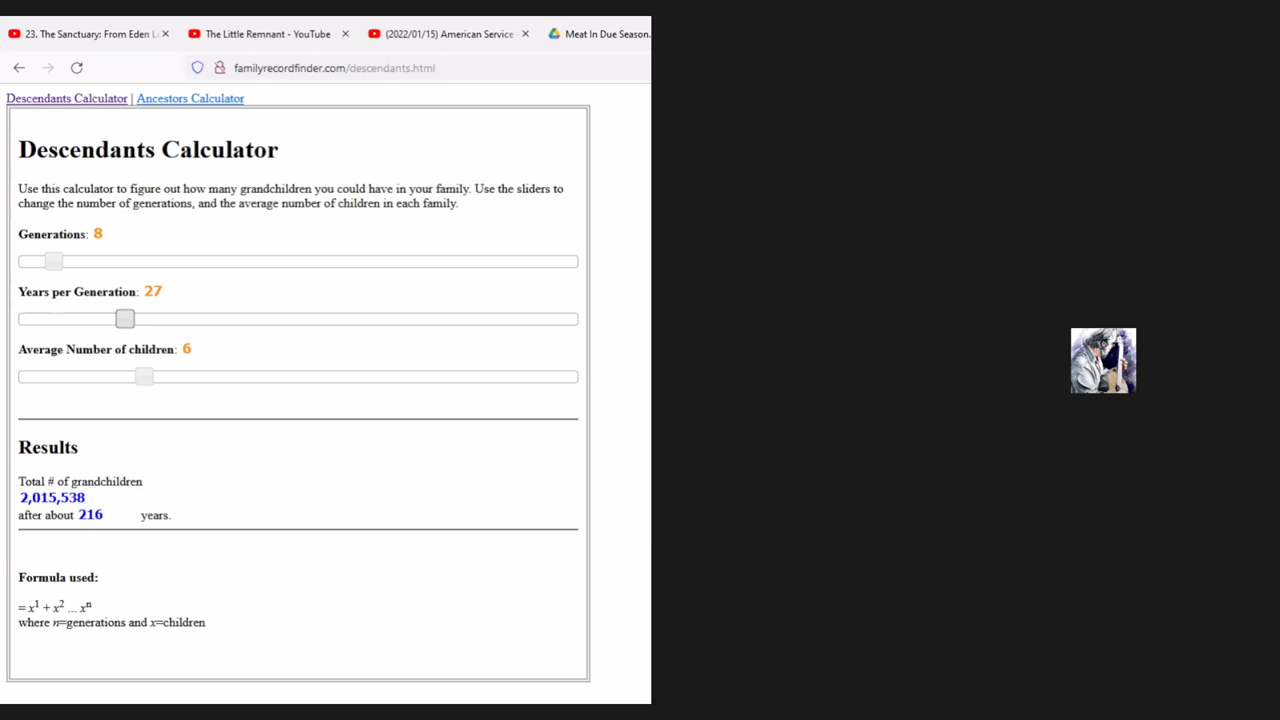 23. The Sanctuary: From Eden L
The Little Remnant - YouTube
(2022/01/15) American Service -
Meat In Due Season.
familyrecordfinder.com/descendants.html
Descendants Calculator | Ancestors Calculator
Descendants Calculator
Use this calculator to figure out how many grandchildren you could have in your family. Use the sliders to
change the number of generations, and the average number of children in each family.
Generations: 8
Years per Generation: 27
Average Number of children: 6
Results
Total # of grandchildren
2,015,538
after about 216 years.
Formula used:
= x¹ + x² ... xⁿ
where n=generations and x=children